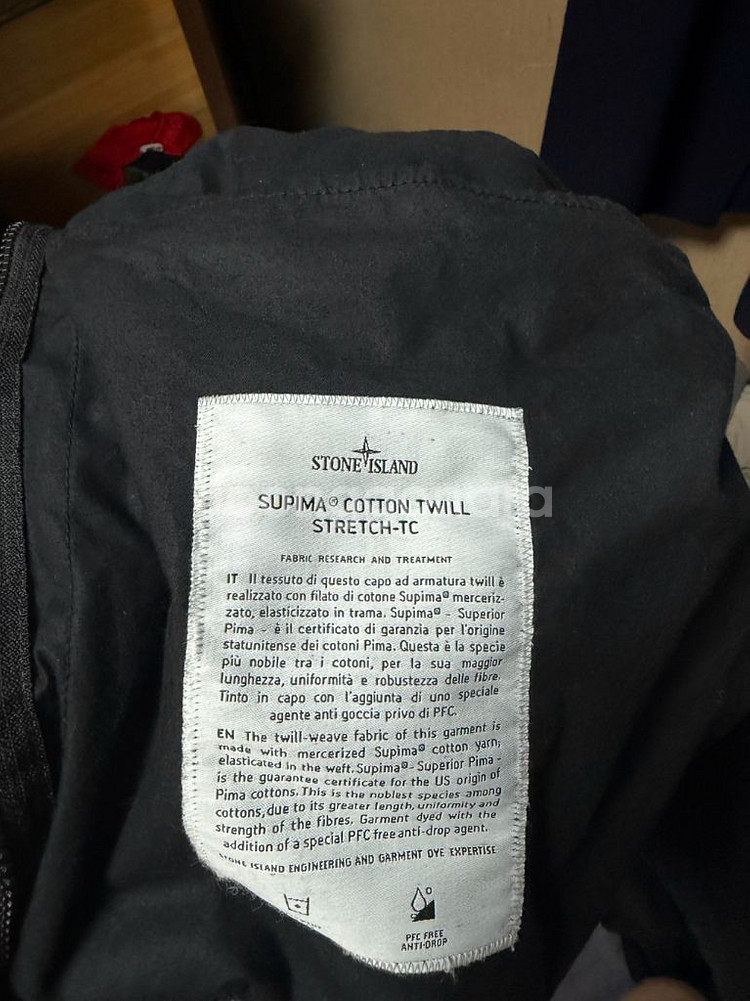 STONE ISLAND
SUPIMA® COTTON TWILL
STRETCH-TC
FABRIC RESEARCH AND TREATMENT
IT Il tessuto di questo capo ad armatura twill è
realizzato con filato di cotone Supima® merceriz-
zato, elasticizzato in trama. Supima® - Superior
Pima - è il certificato di garanzia per l'origine
statunitense dei cotoni Pima. Questa è la specie
più nobile tra i cotoni, per la sua maggior
lunghezza, uniformità e robustezza delle fibre.
Tinto in capo con l'aggiunta di uno speciale
agente anti goccia privo di PFC.
EN The twill-weave fabric of this garment is
made with mercerized Supima® cotton yarn,
elasticated in the weft. Supima® - Superior Pima -
is the guarantee certificate for the US origin of
Pima cottons. This is the noblest species among
cottons, due to its greater length, uniformity and
strength of the fibres. Garment dyed with the
addition of a special PFC free anti-drop agent.
STONE ISLAND ENGINEERING AND GARMENT DYE EXPERTISE
PFC FREE
ANTI-DROP